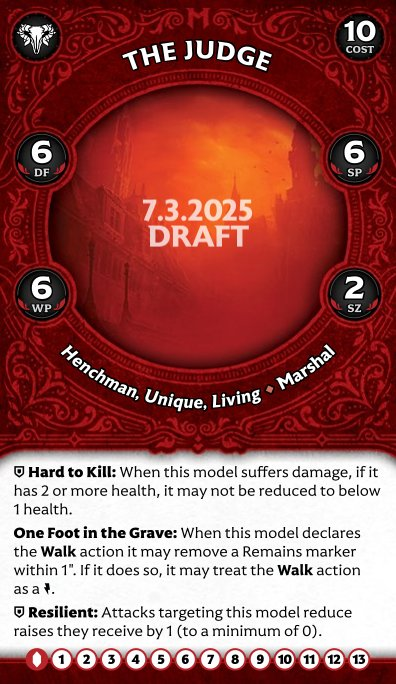 10
COST
THE JUDGE
6
DF
6
SP
7.3.2025
DRAFT
6
WP
2
SZ
Henchman, Unique, Living ◆ Marshal
Hard to Kill: When this model suffers damage, if it
has 2 or more health, it may not be reduced to below
1 health.
One Foot in the Grave: When this model declares
the Walk action it may remove a Remains marker
within 1". If it does so, it may treat the Walk action
as a .
Resilient: Attacks targeting this model reduce
raises they receive by 1 (to a minimum of 0).
1 2 3 4 5 6 7 8 9 10 11 12 13